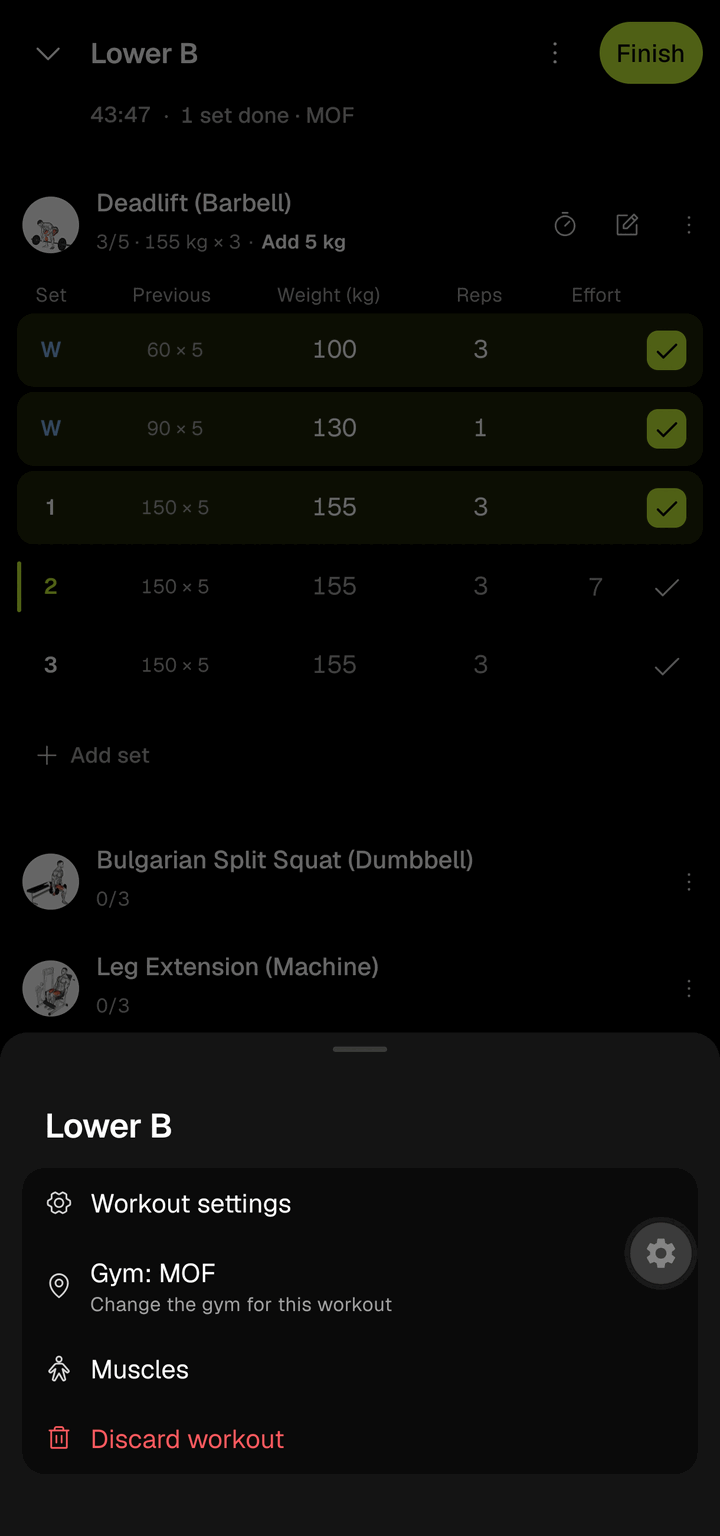 Lower B
Finish
43:47 · 1 set done · MOF
Deadlift (Barbell)
3/5 · 155 kg × 3 · Add 5 kg
Set Previous Weight (kg) Reps Effort
W 60 × 5 100 3
W 90 × 5 130 1
1 150 × 5 155 3
2 150 × 5 155 3 7
3 150 × 5 155 3
+ Add set
Bulgarian Split Squat (Dumbbell)
0/3
Leg Extension (Machine)
0/3
Lower B
Workout settings
Gym: MOF
Change the gym for this workout
Muscles
Discard workout